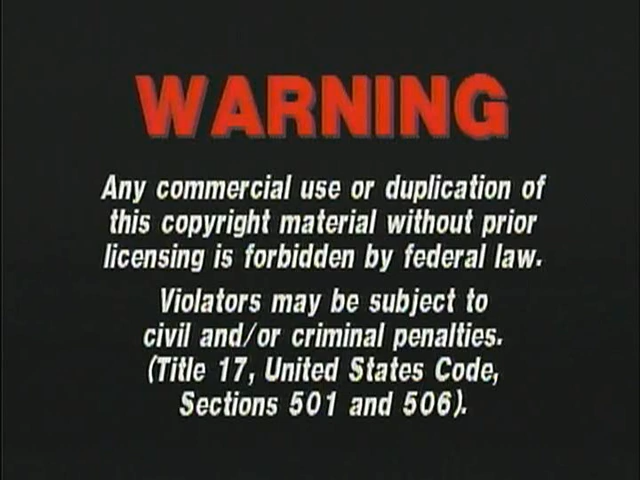 WARNING
Any commercial use or duplication of
this copyright material without prior
licensing is forbidden by federal law.
Violators may be subject to
civil and/or criminal penalties.
(Title 17, United States Code,
Sections 501 and 506).